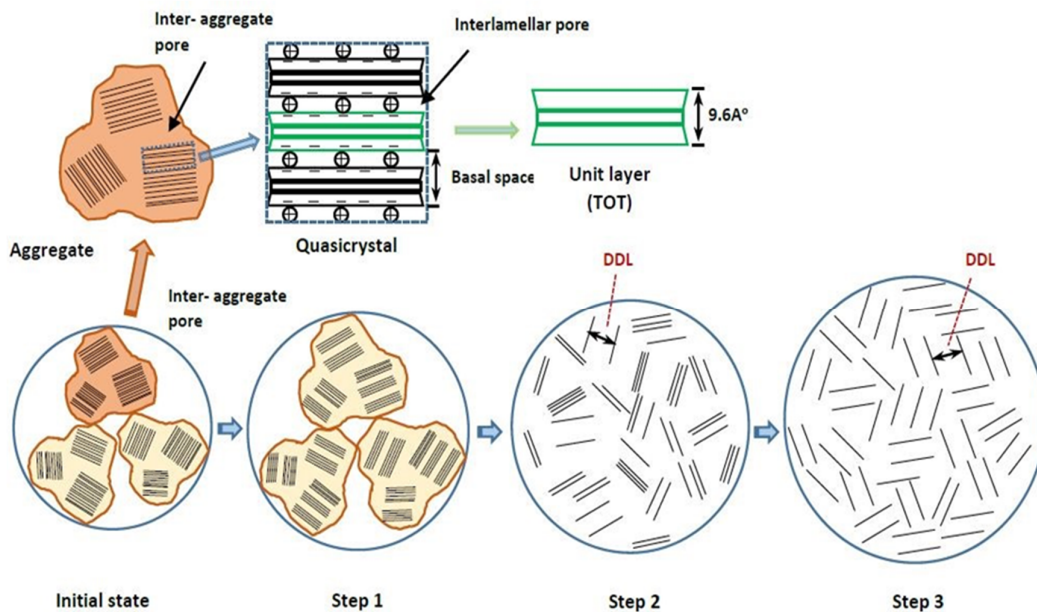 Inter- aggregate
pore
Interlamellar pore
9.6Aº
Basal space
Unit layer
(TOT)
Quasicrystal
Aggregate
Inter- aggregate
pore
DDL
DDL
Initial state
Step 1
Step 2
Step 3